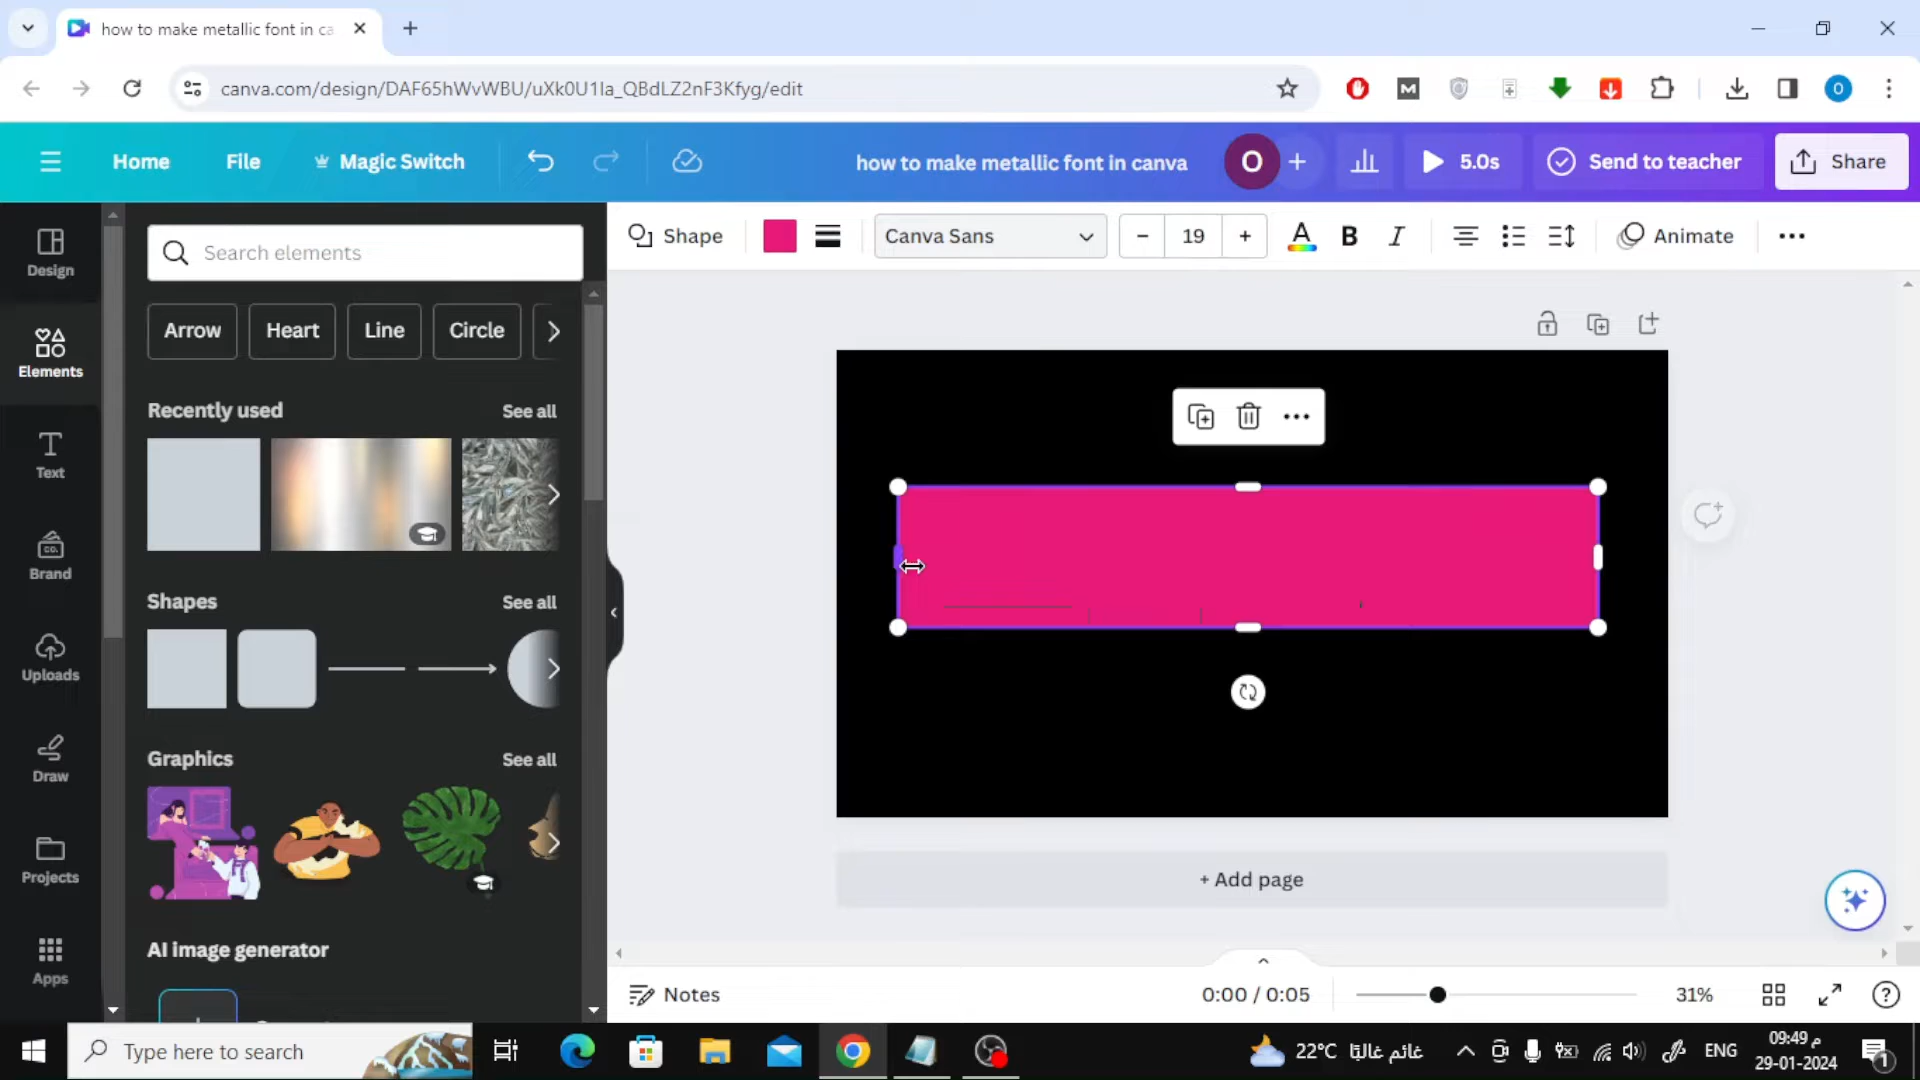 how to make metallic font in ca
canva.com/design/DAF65hWvWBU/uXk0U1la_QBdLZ2nF3Kfyg/edit
M
O
Home
File
Magic Switch
how to make metallic font in canva
O
5.0s
Send to teacher
Share
Design
Elements
Text
Brand
CO.
Uploads
Draw
Projects
Apps
Search elements
Arrow
Heart
Line
Circle
Recently used
See all
Shapes
See all
Graphics
See all
AI image generator
Shape
Canva Sans
19
A
B
I
Animate
+ Add page
Notes
0:00 / 0:05
31%
Type here to search
22°C
غائم غالبًا
ENG
09:49 م
29-01-2024
1